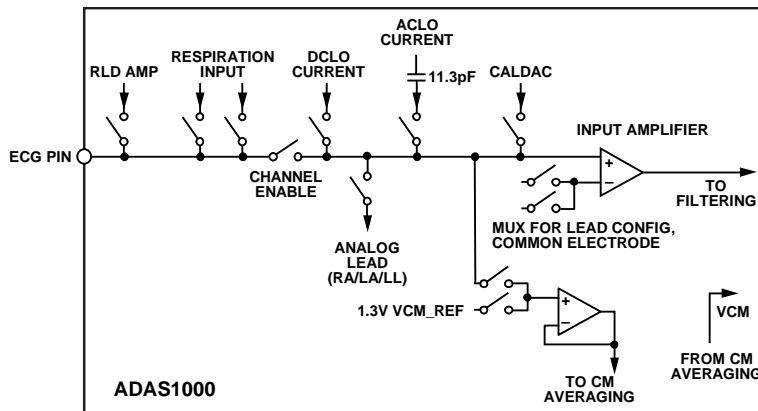 ACLO
CURRENT
RESPIRATION
INPUT
DCLO
CURRENT
11.3pF
RLD AMP
CALDAC
INPUT AMPLIFIER
+
−
ECG PIN
CHANNEL
ENABLE
TO
FILTERING
MUX FOR LEAD CONFIG,
COMMON ELECTRODE
ANALOG
LEAD
(RA/LA/LL)
+
−
1.3V VCM_REF
VCM
FROM CM
AVERAGING
TO CM
AVERAGING
ADAS1000